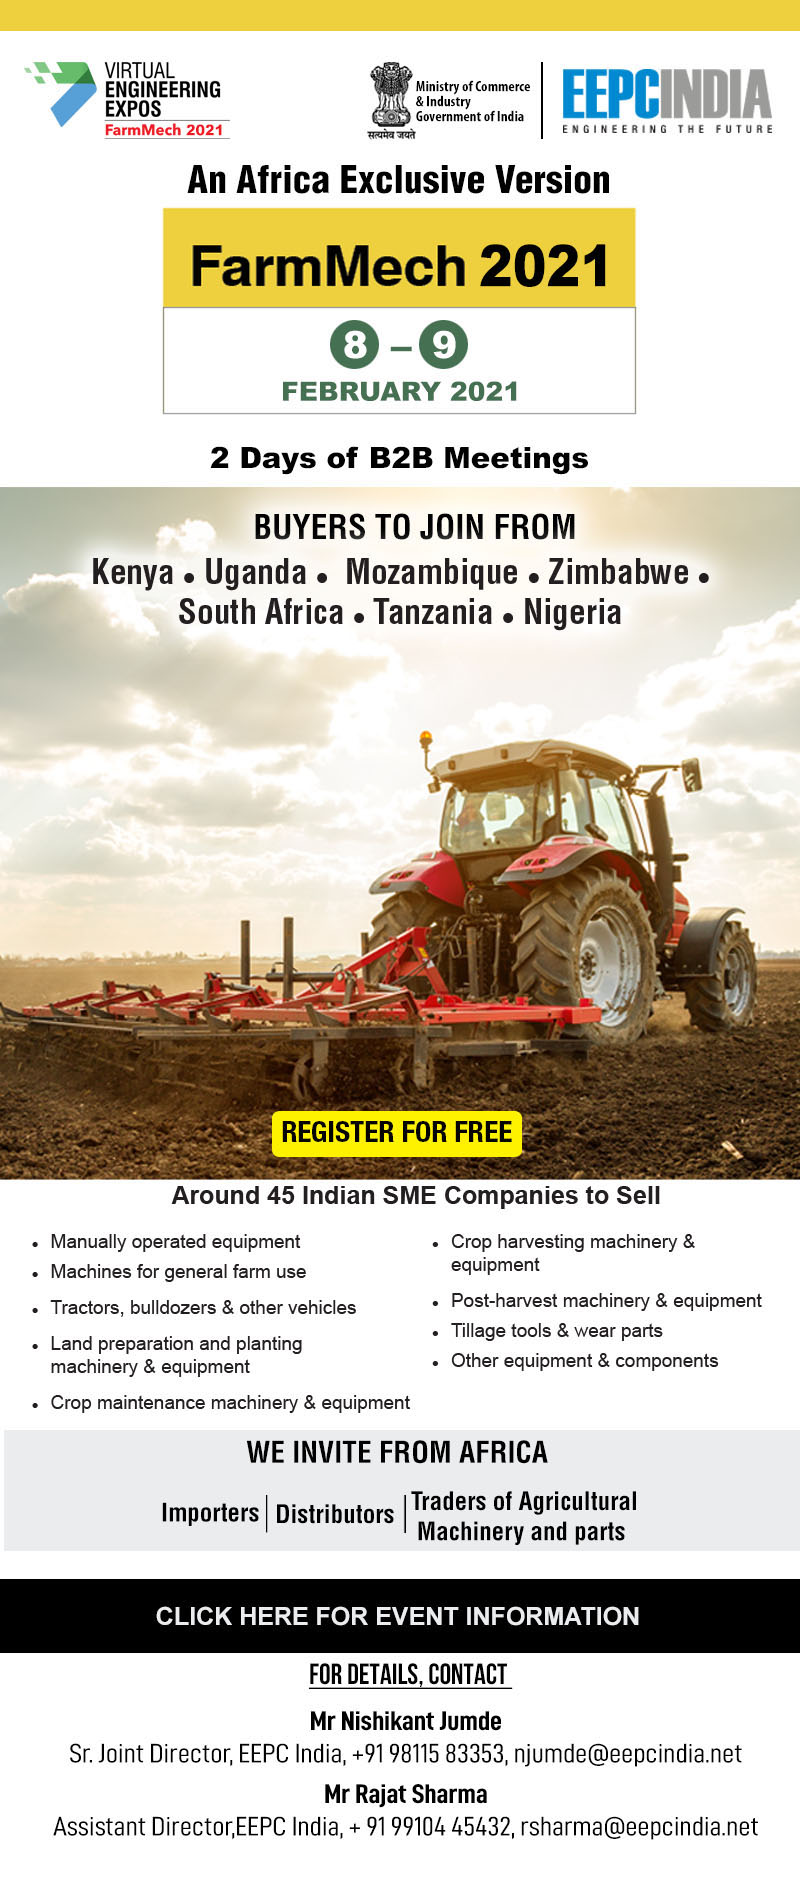 VIRTUAL
ENGINEERING
EXPOS
FarmMech 2021
सत्यमेव जयते
Ministry of Commerce
& Industry
Government of India
EEPCINDIA
ENGINEERING THE FUTURE
An Africa Exclusive Version
FarmMech 2021
8 – 9
FEBRUARY 2021
2 Days of B2B Meetings
BUYERS TO JOIN FROM
Kenya • Uganda • Mozambique • Zimbabwe •
South Africa • Tanzania • Nigeria
REGISTER FOR FREE
Around 45 Indian SME Companies to Sell
• Manually operated equipment
• Machines for general farm use
• Tractors, bulldozers & other vehicles
• Land preparation and planting
machinery & equipment
• Crop maintenance machinery & equipment
• Crop harvesting machinery &
equipment
• Post-harvest machinery & equipment
• Tillage tools & wear parts
• Other equipment & components
WE INVITE FROM AFRICA
Importers
Distributors
Traders of Agricultural
Machinery and parts
CLICK HERE FOR EVENT INFORMATION
FOR DETAILS, CONTACT
Mr Nishikant Jumde
Sr. Joint Director, EEPC India, +91 98115 83353, njumde@eepcindia.net
Mr Rajat Sharma
Assistant Director,EEPC India, + 91 99104 45432, rsharma@eepcindia.net